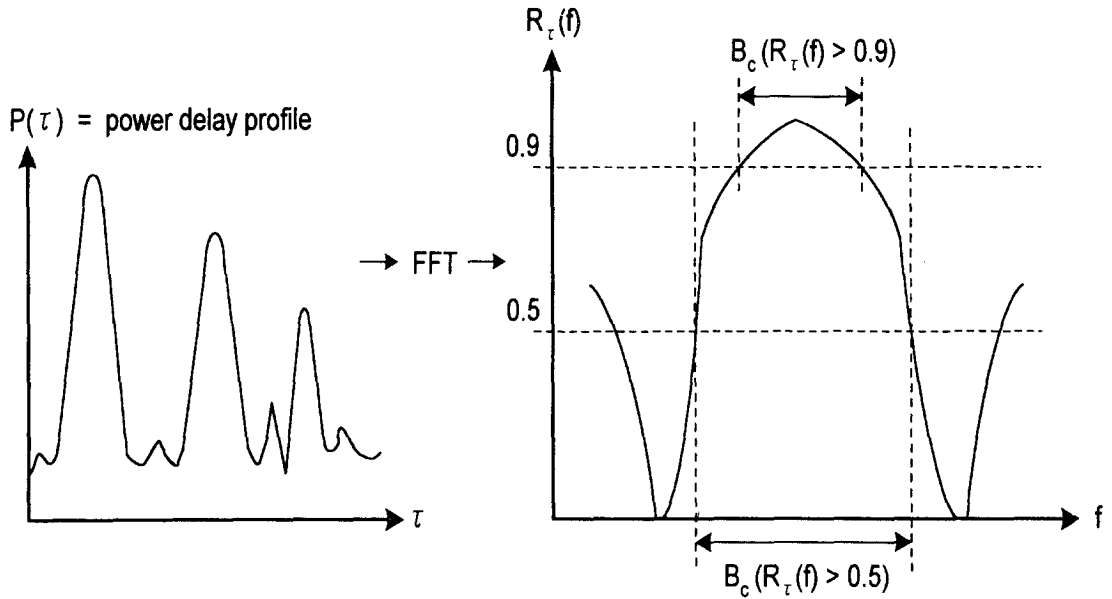 P(τ) = power delay profile
τ
→ FFT →
R_τ(f)
B_c (R_τ(f) > 0.9)
0.9
0.5
f
B_c (R_τ(f) > 0.5)